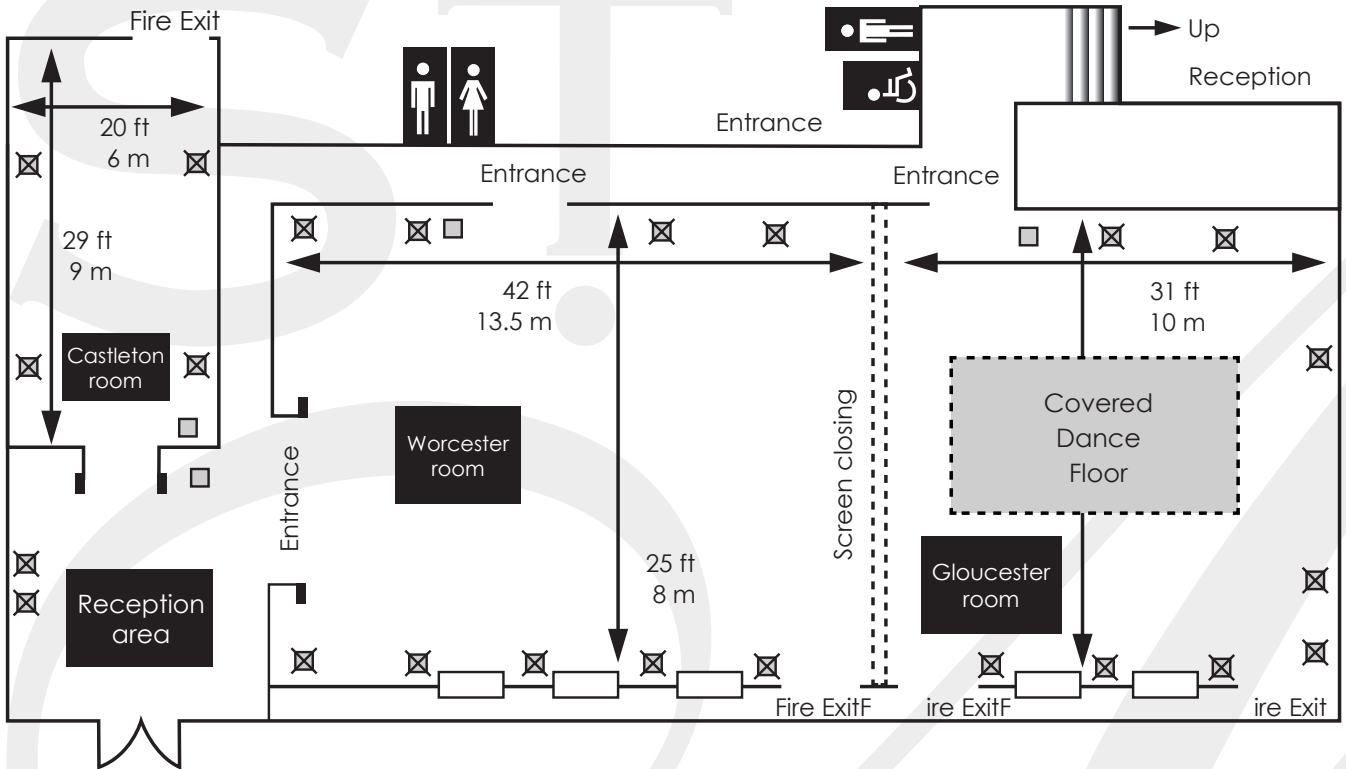 Fire Exit
Up
Reception
20 ft
6 m
Entrance
Entrance
Entrance
29 ft
9 m
42 ft
13.5 m
31 ft
10 m
Castleton
room
Covered
Dance
Floor
Worcester
room
Entrance
Screen closing
25 ft
8 m
Gloucester
room
Reception
area
Fire ExitF
ire ExitF
ire Exit